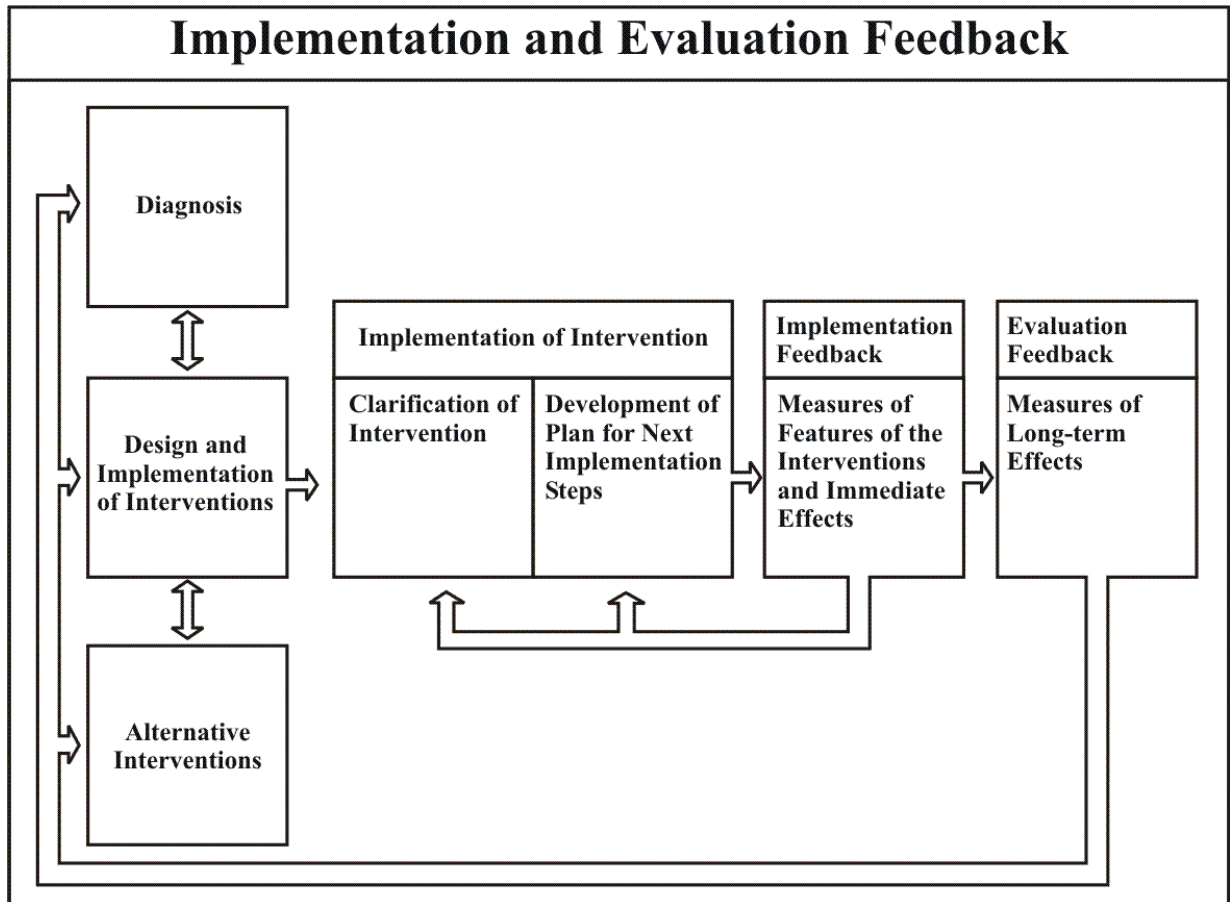 Implementation and Evaluation Feedback
Diagnosis
Design and
Implementation
of Interventions
Alternative
Interventions
Implementation of Intervention
Clarification of
Intervention
Development of
Plan for Next
Implementation
Steps
Implementation
Feedback
Measures of
Features of the
Interventions
and Immediate
Effects
Evaluation
Feedback
Measures of
Long-term
Effects